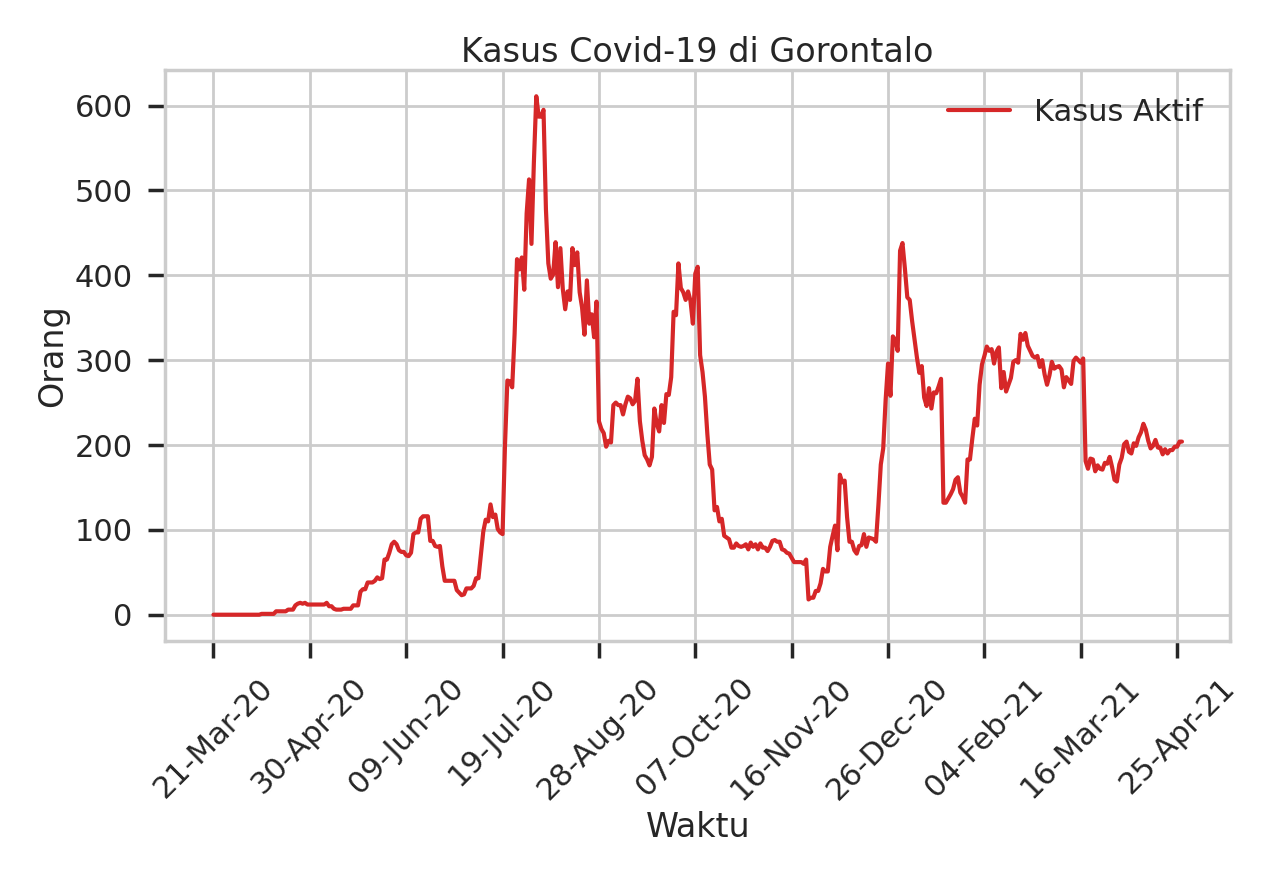 Kasus Covid-19 di Gorontalo
Kasus Aktif
Orang
600
500
400
300
200
100
0
21-Mar-20
30-Apr-20
09-Jun-20
19-Jul-20
28-Aug-20
07-Oct-20
16-Nov-20
26-Dec-20
04-Feb-21
16-Mar-21
25-Apr-21
Waktu